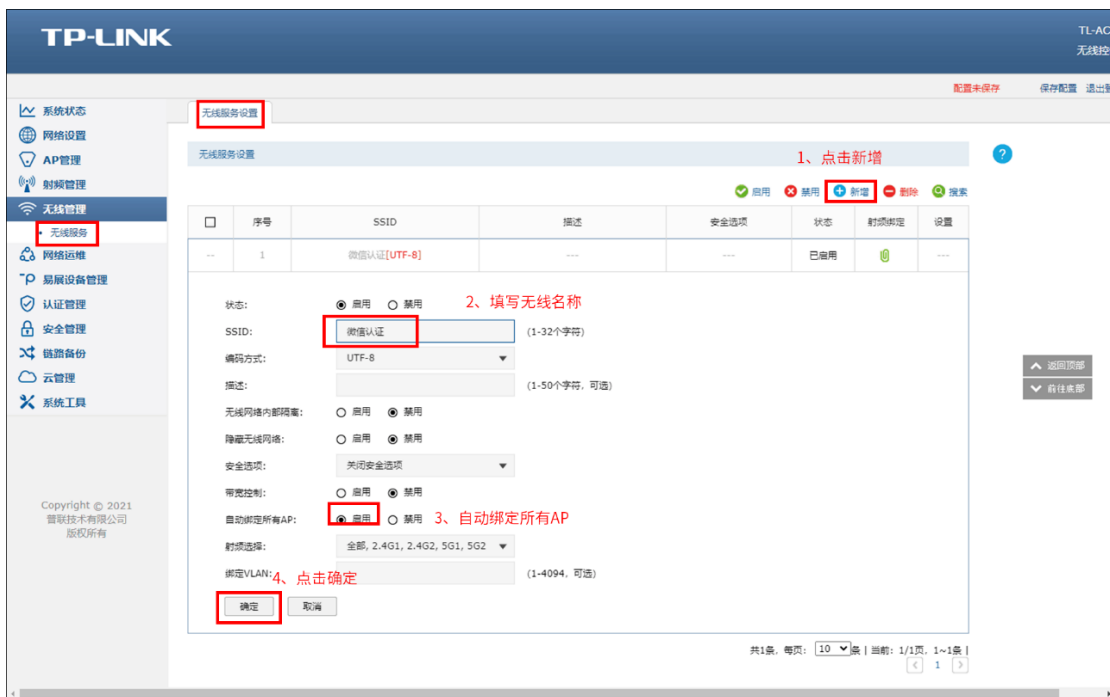 TP-LINK
TL-AC
无线控
配置未保存 保存配置 退出登
系统状态
网络设置
AP管理
射频管理
无线管理
• 无线服务
网络运维
易展设备管理
认证管理
安全管理
链路备份
云管理
系统工具
Copyright © 2021
普联技术有限公司
版权所有
无线服务设置
无线服务设置
1、点击新增
启用 禁用 新增 删除 搜索
序号 SSID 描述 安全选项 状态 射频绑定 设置
--- 1 微信认证[UTF-8] --- --- 已启用 ---
状态: 启用 禁用 2、填写无线名称
SSID: 微信认证 (1-32个字符)
编码方式: UTF-8
描述: (1-50个字符,可选)
无线网络内部隔离: 启用 禁用
隐藏无线网络: 启用 禁用
安全选项: 关闭安全选项
带宽控制: 启用 禁用
自动绑定所有AP: 启用 禁用 3、自动绑定所有AP
射频选择: 全部, 2.4G1, 2.4G2, 5G1, 5G2
绑定VLAN: (1-4094,可选)
4、点击确定
确定 取消
共1条,每页: 10 条 | 当前: 1/1页,1~1条 |
< 1 >
?
返回顶部
前往底部